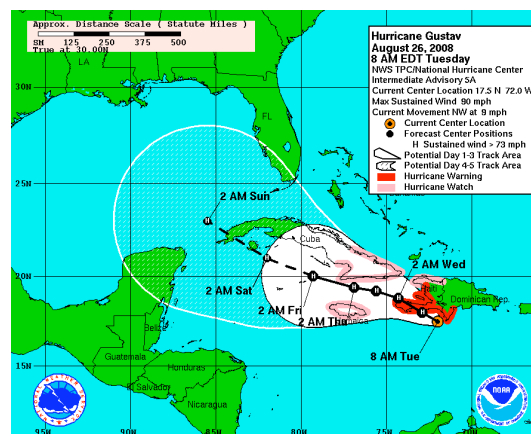 Approx. Distance Scale ( Statute Miles )
SM 125 250 375 500
True at 30.00N
Hurricane Gustav
August 26, 2008
8 AM EDT Tuesday
NWS TPC/National Hurricane Center
Intermediate Advisory 5A
Current Center Location 17.5 N 72.0 W
Max Sustained Wind 90 mph
Current Movement NW at 9 mph
Current Center Location
Forecast Center Positions
H Sustained wind > 73 mph
Potential Day 1-3 Track Area
Potential Day 4-5 Track Area
Hurricane Warning
Hurricane Watch
LA
30N
FL
25N
2 AM Sun
Cuba
2 AM Wed
20N
2 AM Sat
2 AM Fri
2 AM Thu
Jamaica
Haiti
Dominican Rep.
Belize
8 AM Tue
15N
Guatemala
Honduras
El Salvador
Nicaragua
NOAA
95W
90W
85W
80W
75W